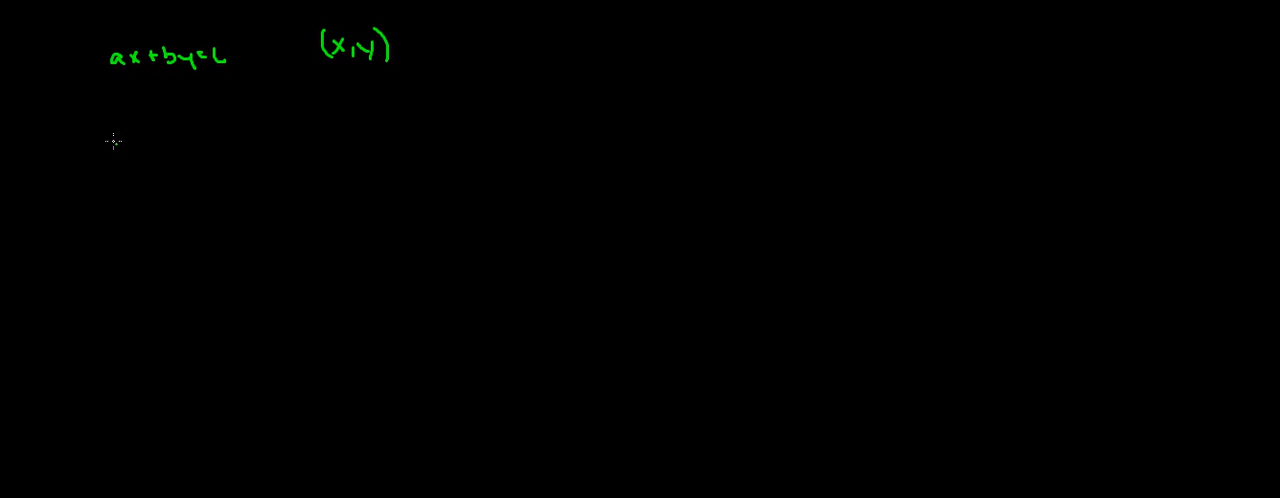 ax + by = c (x,y)